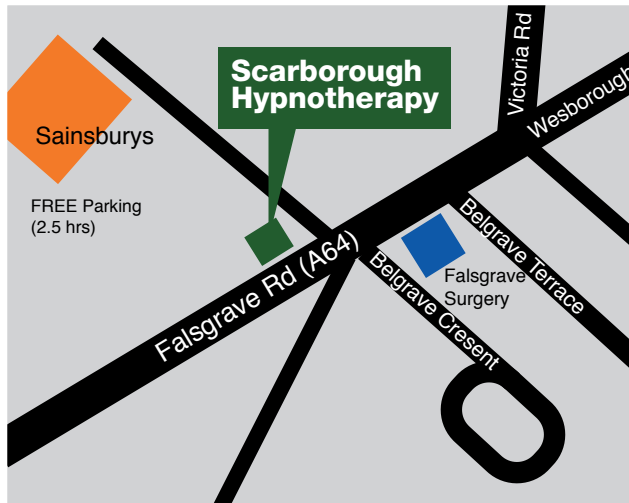 Scarborough
Hypnotherapy
Victoria Rd
Wesborough
Sainsburys
FREE Parking
(2.5 hrs)
Falsgrave Rd (A64)
Belgrave Terrace
Falsgrave
Surgery
Belgrave Cresent